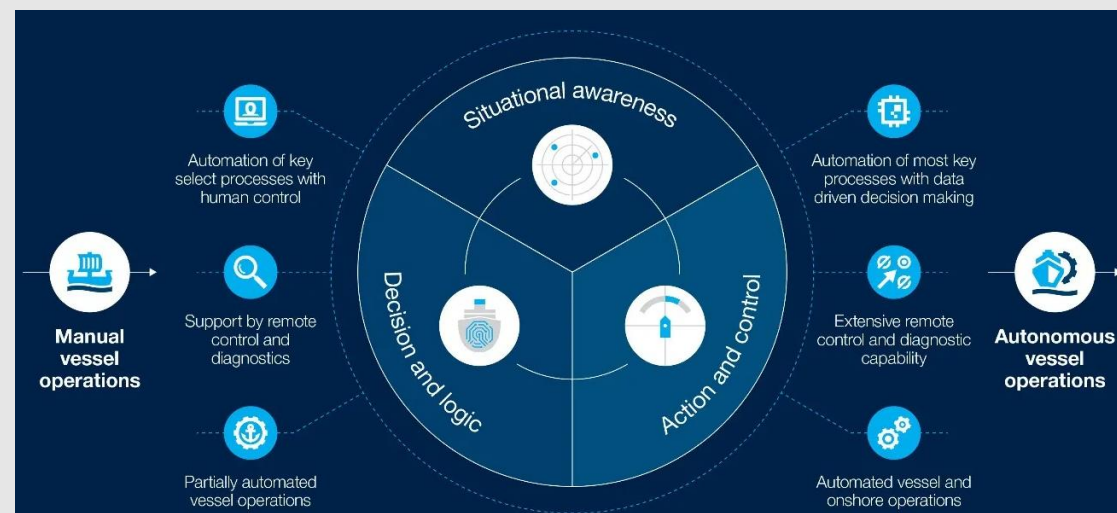 Situational awareness
Automation of key
select processes with
human control
Automation of most key
processes with data
driven decision making
Manual
vessel
operations
Support by remote
control and
diagnostics
Decision and logic
Action and control
Extensive remote
control and diagnostic
capability
Autonomous
vessel
operations
Partially automated
vessel operations
Automated vessel and
onshore operations